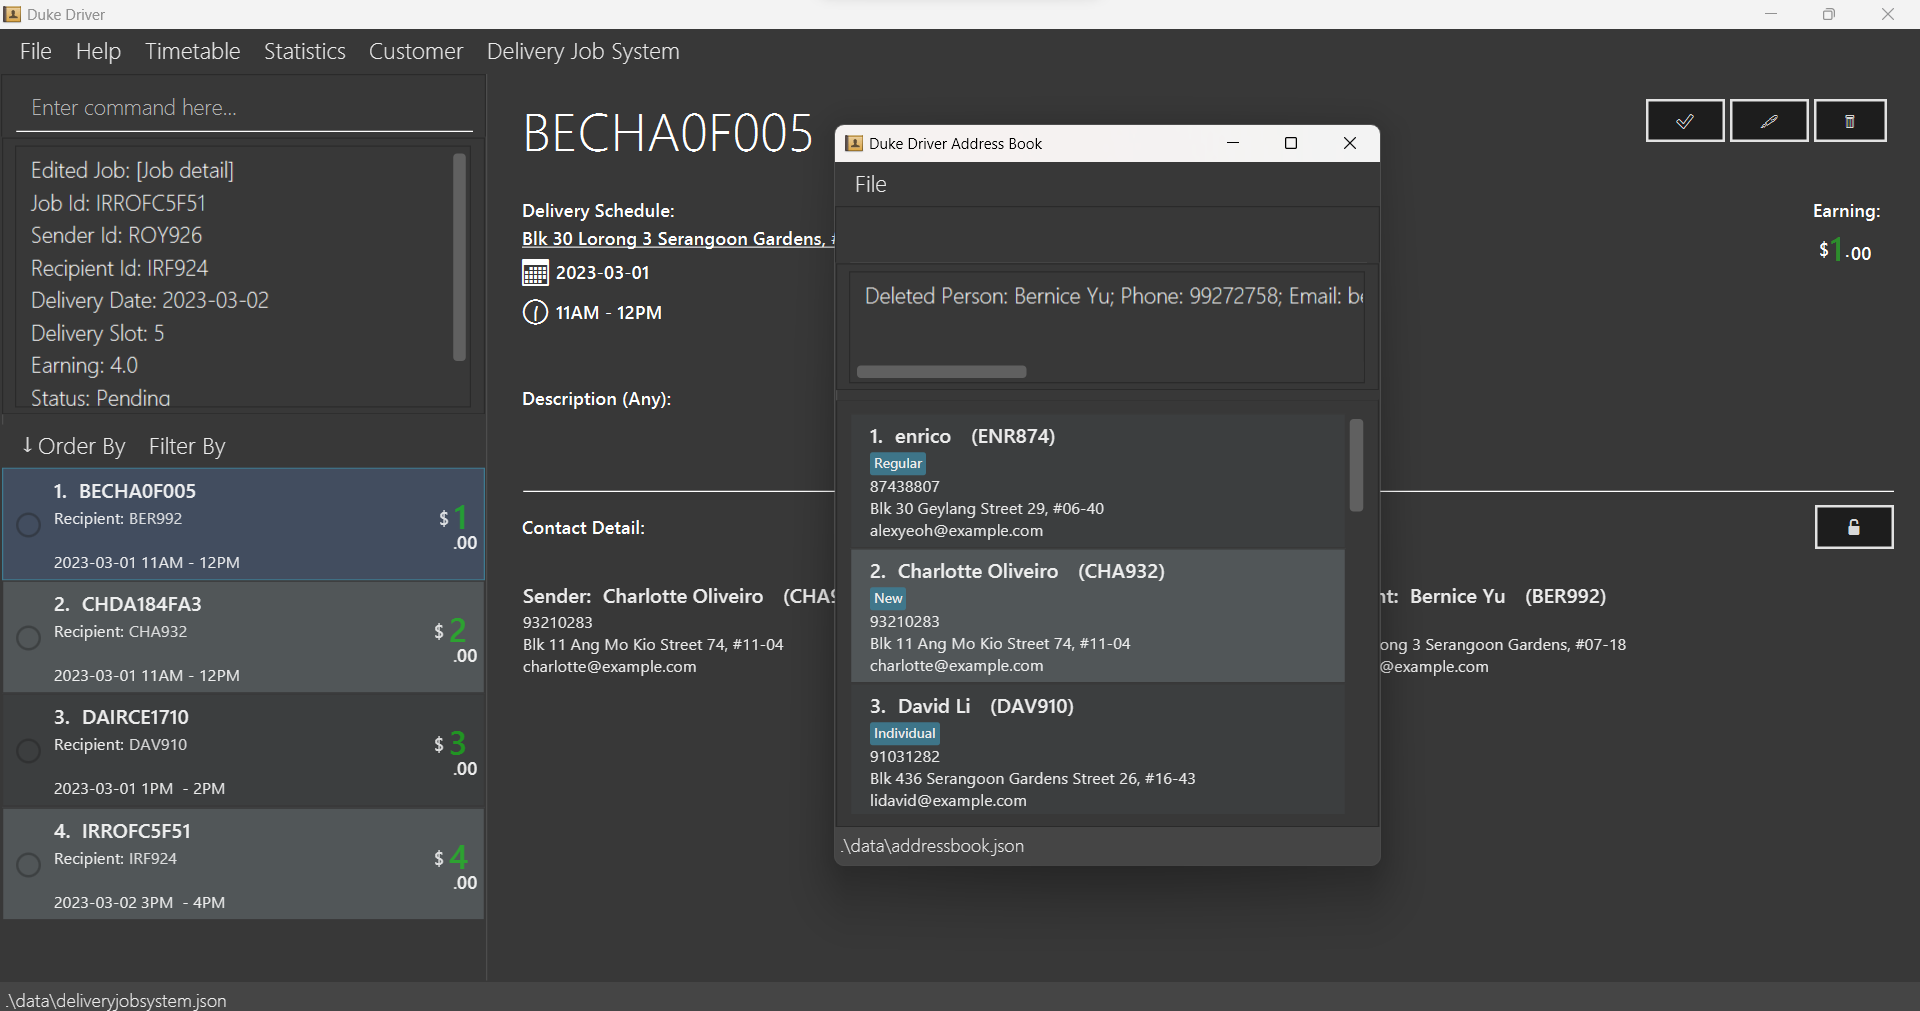 Duke Driver
File Help Timetable Statistics Customer Delivery Job System
Enter command here...
Edited Job: [Job detail]
Job Id: IRROFC5F51
Sender Id: ROY926
Recipient Id: IRF924
Delivery Date: 2023-03-02
Delivery Slot: 5
Earning: 4.0
Status: Pending
↓ Order By Filter By
1. BECHA0F005
Recipient: BER992
$1.00
2023-03-01 11AM - 12PM
2. CHDA184FA3
Recipient: CHA932
$2.00
2023-03-01 11AM - 12PM
3. DAIRCE1710
Recipient: DAV910
$3.00
2023-03-01 1PM - 2PM
4. IRROFC5F51
Recipient: IRF924
$4.00
2023-03-02 3PM - 4PM
.\data\deliveryjobsystem.json
BECHA0F005
Delivery Schedule:
Blk 30 Lorong 3 Serangoon Gardens,
2023-03-01
11AM - 12PM
Earning:
$1.00
Description (Any):
Contact Detail:
Sender: Charlotte Oliveiro (CHA9
93210283
Blk 11 Ang Mo Kio Street 74, #11-04
charlotte@example.com
nt: Bernice Yu (BER992)
ong 3 Serangoon Gardens, #07-18
@example.com
Duke Driver Address Book
File
Deleted Person: Bernice Yu; Phone: 99272758; Email: be
1. enrico (ENR874)
Regular
87438807
Blk 30 Geylang Street 29, #06-40
alexyeoh@example.com
2. Charlotte Oliveiro (CHA932)
New
93210283
Blk 11 Ang Mo Kio Street 74, #11-04
charlotte@example.com
3. David Li (DAV910)
Individual
91031282
Blk 436 Serangoon Gardens Street 26, #16-43
lidavid@example.com
.\data\addressbook.json